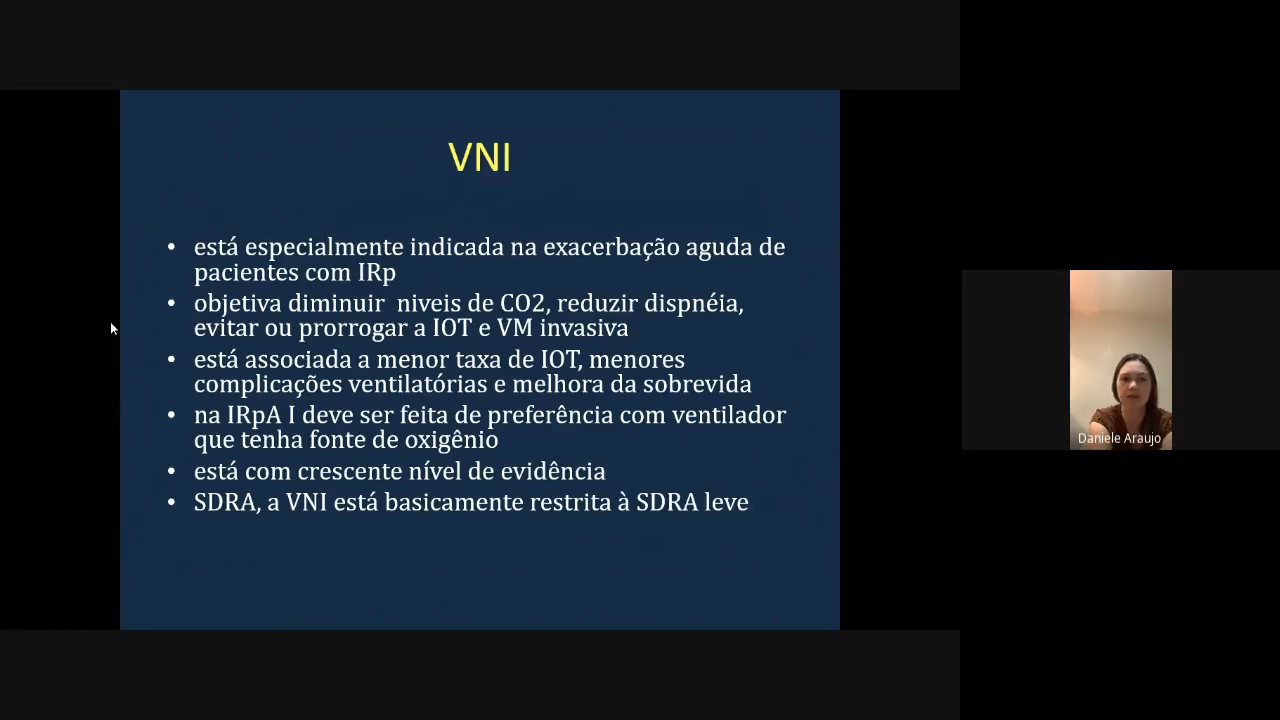 VNI
• está especialmente indicada na exacerbação aguda de
pacientes com IRp
• objetiva diminuir  niveis de CO2, reduzir dispnéia,
evitar ou prorrogar a IOT e VM invasiva
• está associada a menor taxa de IOT, menores
complicações ventilatórias e melhora da sobrevida
• na IRpA I deve ser feita de preferência com ventilador
que tenha fonte de oxigênio
• está com crescente nível de evidência
• SDRA, a VNI está basicamente restrita à SDRA leve
Daniele Araujo